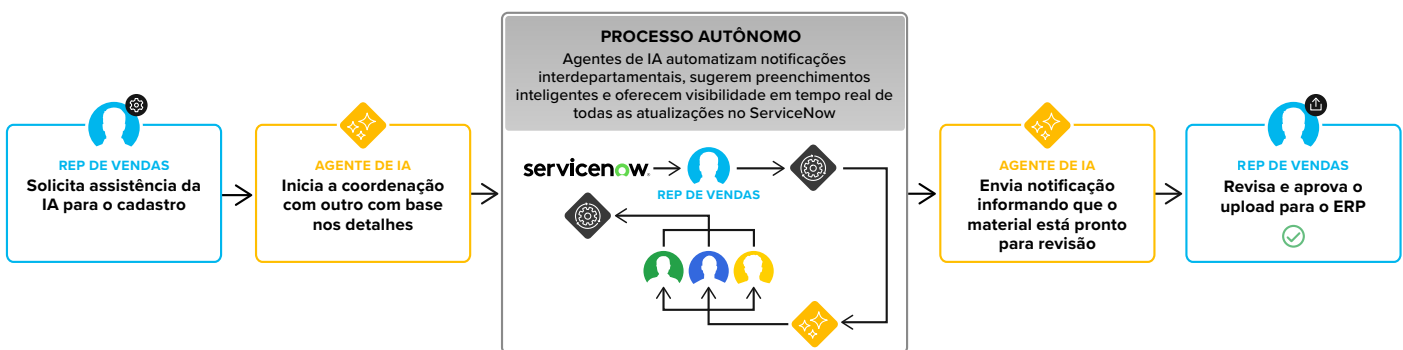 REP DE VENDAS
Solicita assistência da
IA para o cadastro
AGENTE DE IA
Inicia a coordenação
com outro com base
nos detalhes
PROCESSO AUTÔNOMO
Agentes de IA automatizam notificações
interdepartamentais, sugerem preenchimentos
inteligentes e oferecem visibilidade em tempo real de
todas as atualizações no ServiceNow
servicenow.
REP DE VENDAS
AGENTE DE IA
Envia notificação
informando que o
material está pronto
para revisão
REP DE VENDAS
Revisa e aprova o
upload para o ERP